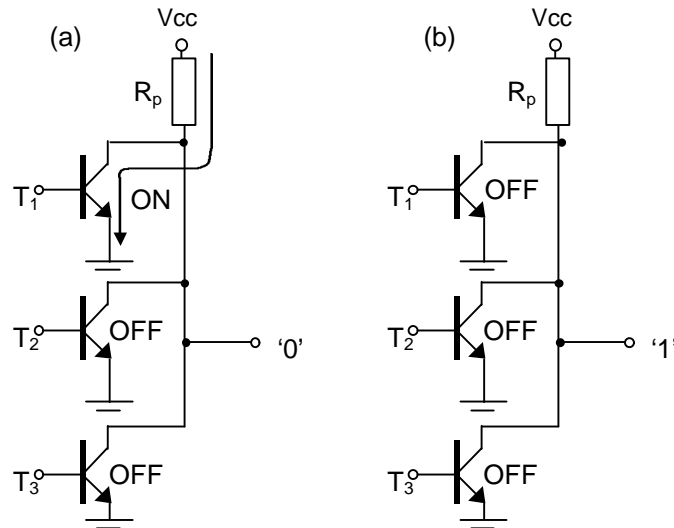 (a)
Vcc
Rp
T1
ON
T2
OFF
'0'
T3
OFF
(b)
Vcc
Rp
T1
OFF
T2
OFF
'1'
T3
OFF